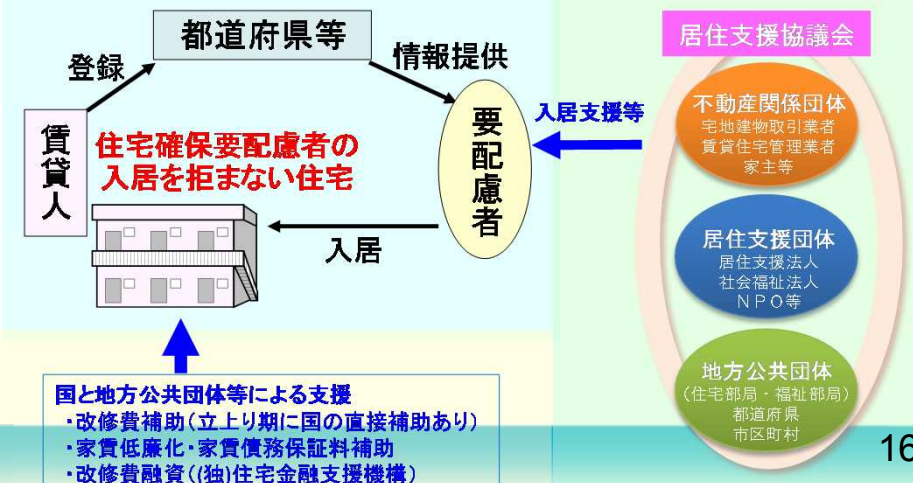 都道府県等
登録
情報提供
賃貸人
住宅確保要配慮者の
入居を拒まない住宅
要配慮者
入居
入居支援等
国と地方公共団体等による支援
・改修費補助(立上り期に国の直接補助あり)
・家賃低廉化・家賃債務保証料補助
・改修費融資((独)住宅金融支援機構)
居住支援協議会
不動産関係団体
宅地建物取引業者
賃貸住宅管理業者
家主等
居住支援団体
居住支援法人
社会福祉法人
NPO等
地方公共団体
(住宅部局・福祉部局)
都道府県
市区町村
16